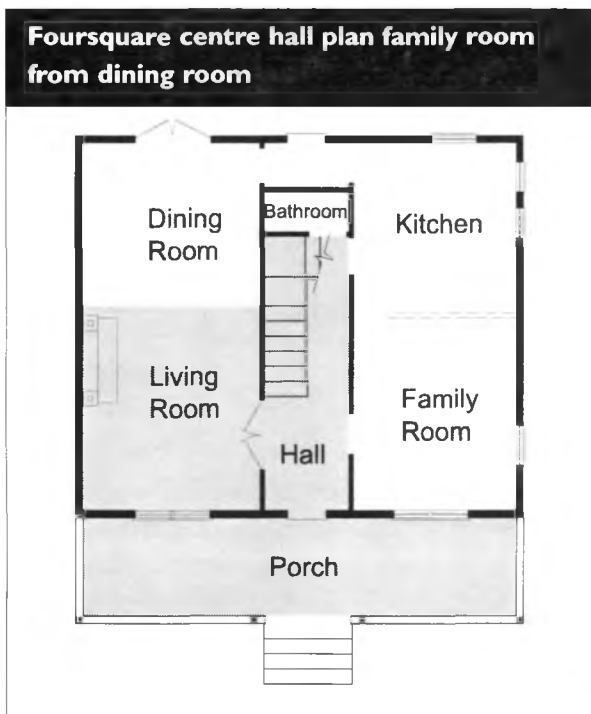 Foursquare centre hall plan family room
from dining room
Dining
Room
Bathroom
Kitchen
Living
Room
Family
Room
Hall
Porch